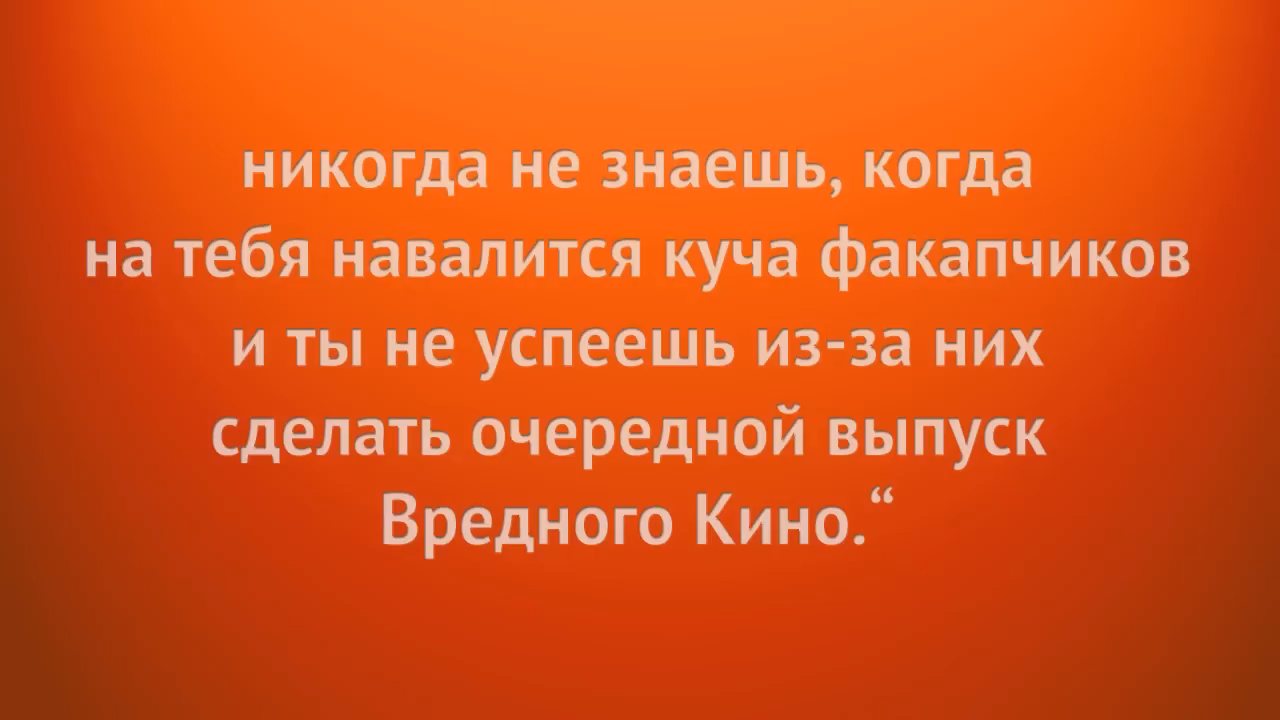 никогда не знаешь, когда
на тебя навалится куча факапчиков
и ты не успеешь из-за них
сделать очередной выпуск
Вредного Кино.“